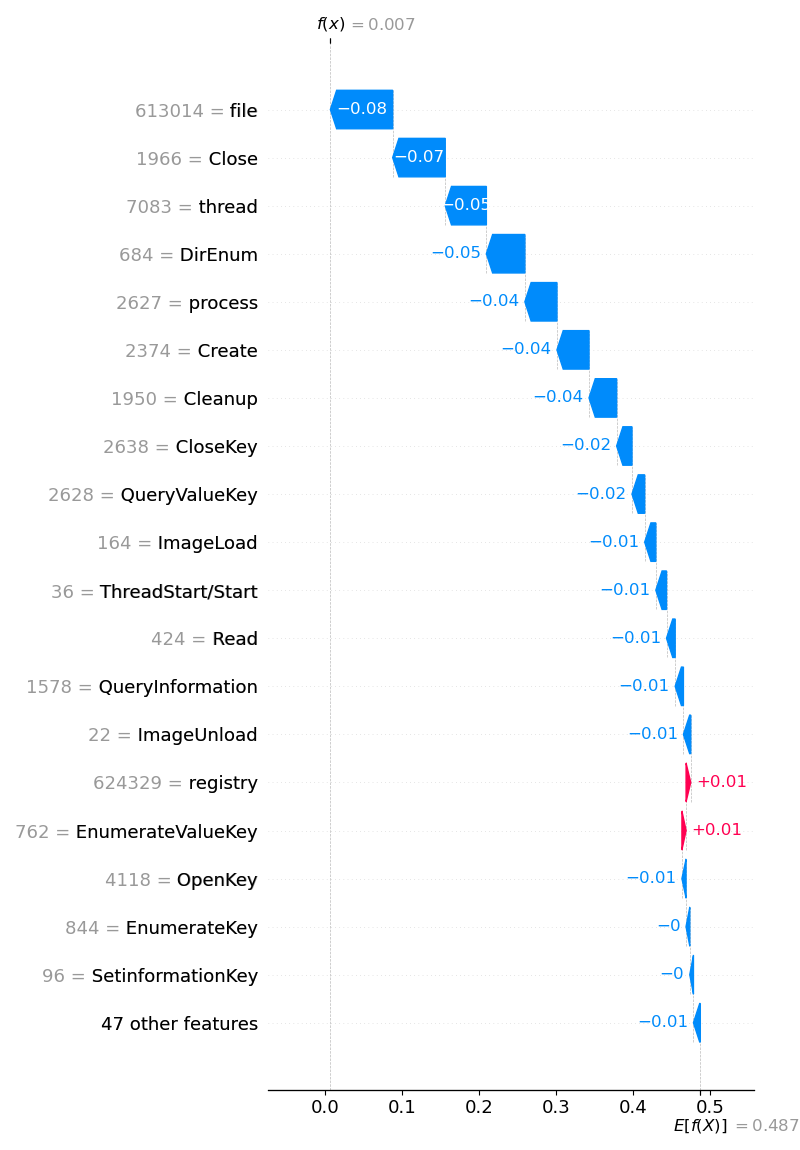 f(x) = 0.007
613014 = file −0.08
1966 = Close −0.07
7083 = thread −0.05
684 = DirEnum −0.05
2627 = process −0.04
2374 = Create −0.04
1950 = Cleanup −0.04
2638 = CloseKey −0.02
2628 = QueryValueKey −0.02
164 = ImageLoad −0.01
36 = ThreadStart/Start −0.01
424 = Read −0.01
1578 = QueryInformation −0.01
22 = ImageUnload −0.01
624329 = registry +0.01
762 = EnumerateValueKey +0.01
4118 = OpenKey −0.01
844 = EnumerateKey −0
96 = SetinformationKey −0
47 other features −0.01
0.0 0.1 0.2 0.3 0.4 0.5
E[f(X)] = 0.487